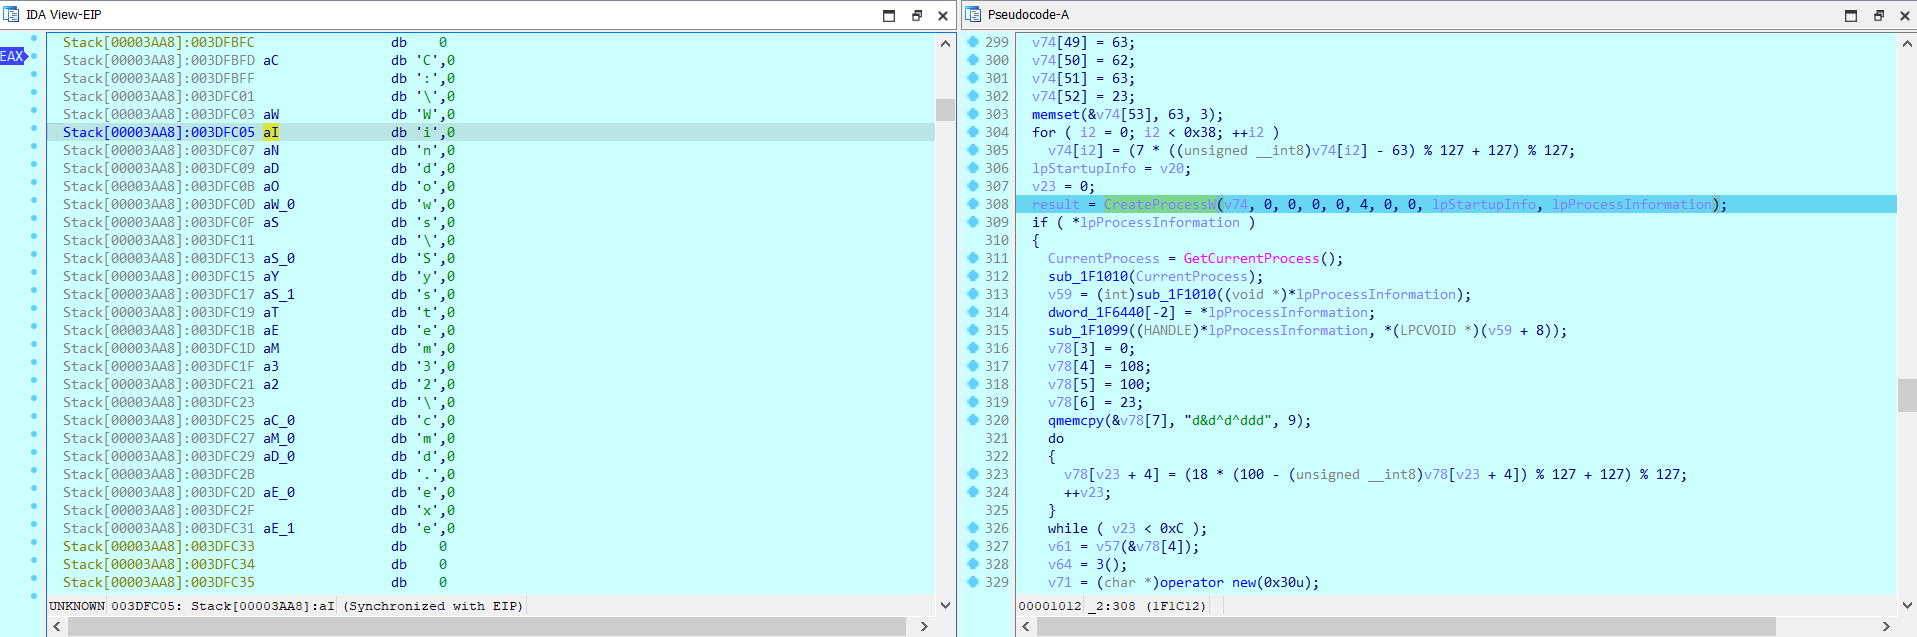 IDA View-EIP
EAX
Stack[00003AA8]:003DFBFC db 0
Stack[00003AA8]:003DFBFD aC db 'C',0
Stack[00003AA8]:003DFBFF db ':',0
Stack[00003AA8]:003DFC01 db '\',0
Stack[00003AA8]:003DFC03 aW db 'W',0
Stack[00003AA8]:003DFC05 aI db 'i',0
Stack[00003AA8]:003DFC07 aN db 'n',0
Stack[00003AA8]:003DFC09 aD db 'd',0
Stack[00003AA8]:003DFC0B aO db 'o',0
Stack[00003AA8]:003DFC0D aW_0 db 'w',0
Stack[00003AA8]:003DFC0F aS db 's',0
Stack[00003AA8]:003DFC11 db '\',0
Stack[00003AA8]:003DFC13 aS_0 db 'S',0
Stack[00003AA8]:003DFC15 aY db 'y',0
Stack[00003AA8]:003DFC17 aS_1 db 's',0
Stack[00003AA8]:003DFC19 aT db 't',0
Stack[00003AA8]:003DFC1B aE db 'e',0
Stack[00003AA8]:003DFC1D aM db 'm',0
Stack[00003AA8]:003DFC1F a3 db '3',0
Stack[00003AA8]:003DFC21 a2 db '2',0
Stack[00003AA8]:003DFC23 db '\',0
Stack[00003AA8]:003DFC25 aC_0 db 'c',0
Stack[00003AA8]:003DFC27 aM_0 db 'm',0
Stack[00003AA8]:003DFC29 aD_0 db 'd',0
Stack[00003AA8]:003DFC2B db '.',0
Stack[00003AA8]:003DFC2D aE_0 db 'e',0
Stack[00003AA8]:003DFC2F db 'x',0
Stack[00003AA8]:003DFC31 aE_1 db 'e',0
Stack[00003AA8]:003DFC33 db 0
Stack[00003AA8]:003DFC34 db 0
Stack[00003AA8]:003DFC35 db 0
UNKNOWN 003DFC05: Stack[00003AA8]:aI (Synchronized with EIP)
Pseudocode-A
299 v74[49] = 63;
300 v74[50] = 62;
301 v74[51] = 63;
302 v74[52] = 23;
303 memset(&v74[53], 63, 3);
304 for ( i2 = 0; i2 < 0x38; ++i2 )
305 v74[i2] = (7 * ((unsigned __int8)v74[i2] - 63) % 127 + 127) % 127;
306 lpStartupInfo = v20;
307 v23 = 0;
308 result = CreateProcessW(v74, 0, 0, 0, 0, 4, 0, 0, lpStartupInfo, lpProcessInformation);
309 if ( *lpProcessInformation )
310 {
311 CurrentProcess = GetCurrentProcess();
312 sub_1F1010(CurrentProcess);
313 v59 = (int)sub_1F1010((void *)*lpProcessInformation);
314 dword_1F6440[-2] = *lpProcessInformation;
315 sub_1F1099((HANDLE)*lpProcessInformation, *(LPCVOID *)(v59 + 8));
316 v78[3] = 0;
317 v78[4] = 108;
318 v78[5] = 100;
319 v78[6] = 23;
320 qmemcpy(&v78[7], "d&d^d^ddd", 9);
321 do
322 {
323 v78[v23 + 4] = (18 * (100 - (unsigned __int8)v78[v23 + 4]) % 127 + 127) % 127;
324 ++v23;
325 }
326 while ( v23 < 0xC );
327 v61 = v57(&v78[4]);
328 v64 = 3();
329 v71 = (char *)operator new(0x30u);
00001012 _2:308 (1F1C12)